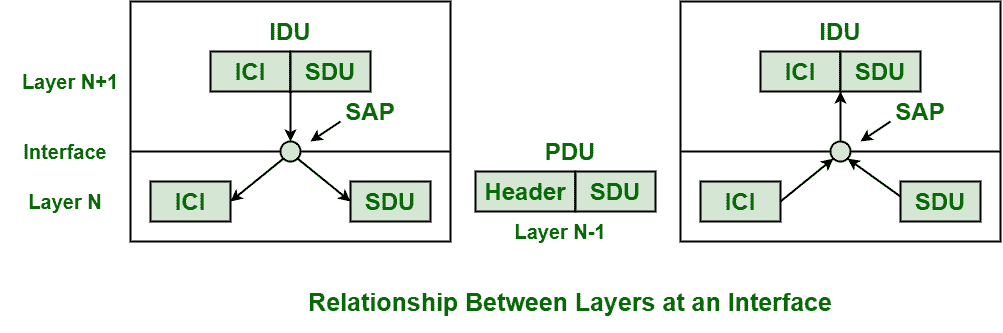 IDU
IDU
Layer N+1
ICI
SDU
ICI
SDU
SAP
SAP
Interface
PDU
Layer N
ICI
SDU
Header
SDU
ICI
SDU
Layer N-1
Relationship Between Layers at an Interface